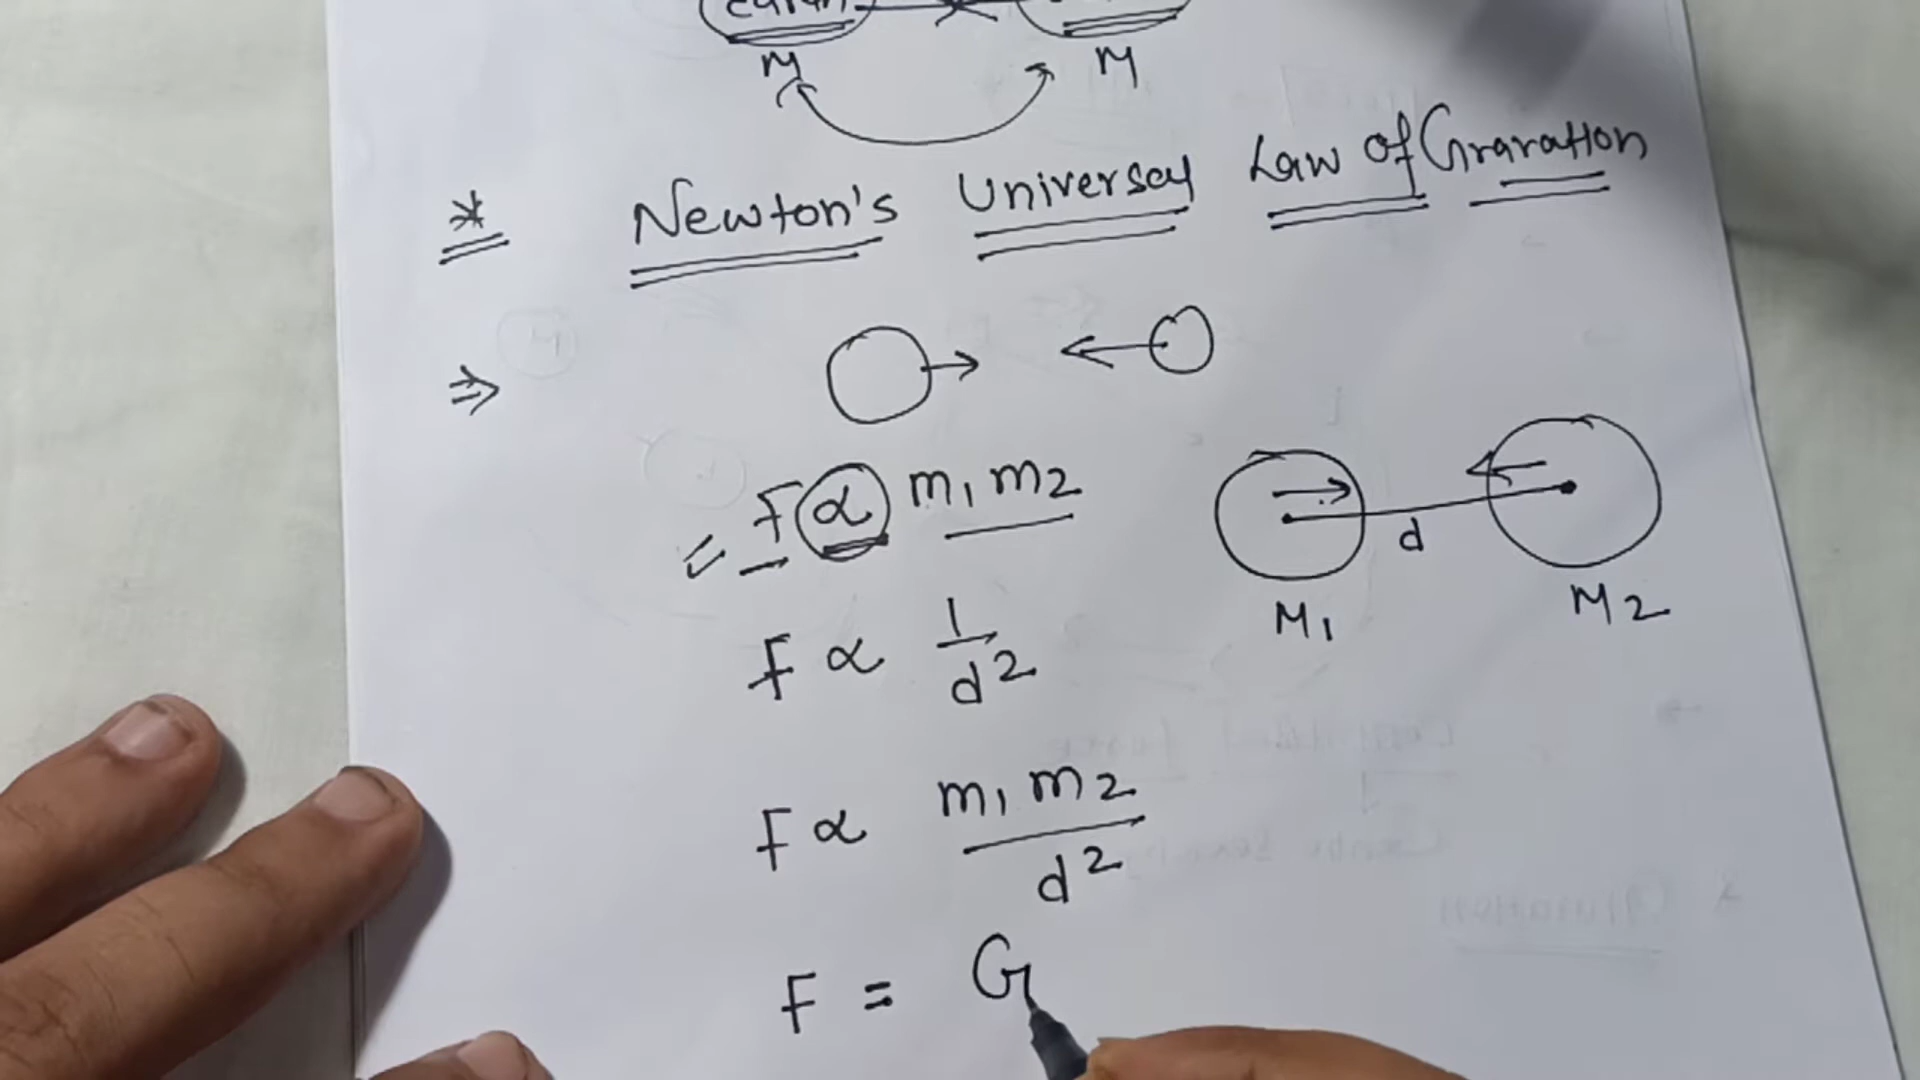 M M
* Newton's Universal Law of Gravation
⇒
= F α m₁ m₂
d
M₁ M₂
F α 1/d²
F α m₁ m₂/d²
F = G